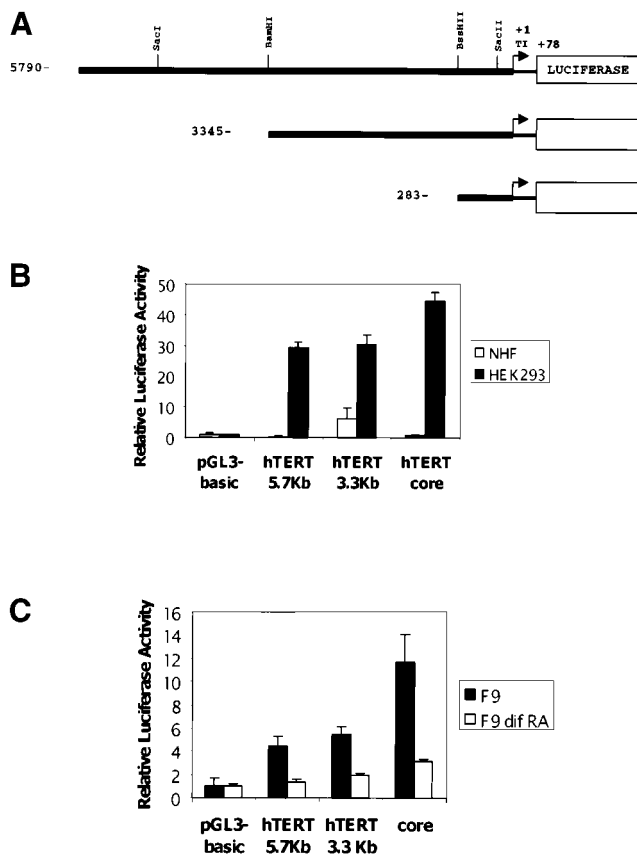 A
SacI
BamHI
BssHII
SacII
+1
TI
+78
5790-
LUCIFERASE
3345-
283-
B
Relative Luciferase Activity
50
40
30
20
10
0
pGL3-
basic
hTERT
5.7Kb
hTERT
3.3Kb
hTERT
core
NHF
HEK293
C
Relative Luciferase Activity
16
14
12
10
8
6
4
2
0
pGL3-
basic
hTERT
5.7Kb
hTERT
3.3 Kb
core
F9
F9 dif RA